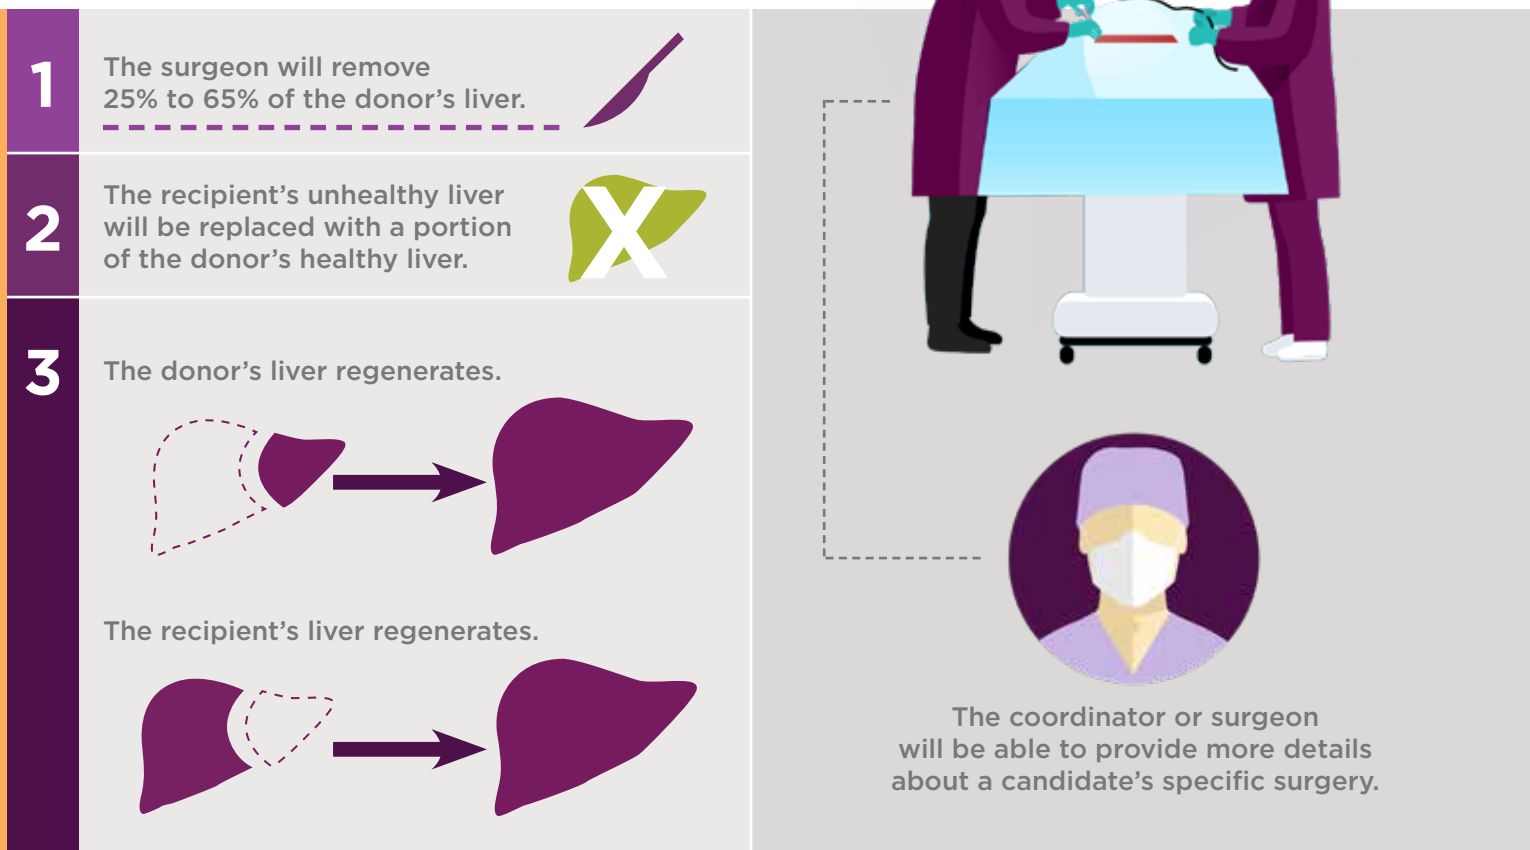 1
The surgeon will remove
25% to 65% of the donor’s liver.
2
The recipient’s unhealthy liver
will be replaced with a portion
of the donor’s healthy liver.
X
3
The donor’s liver regenerates.
The recipient’s liver regenerates.
The coordinator or surgeon
will be able to provide more details
about a candidate’s specific surgery.